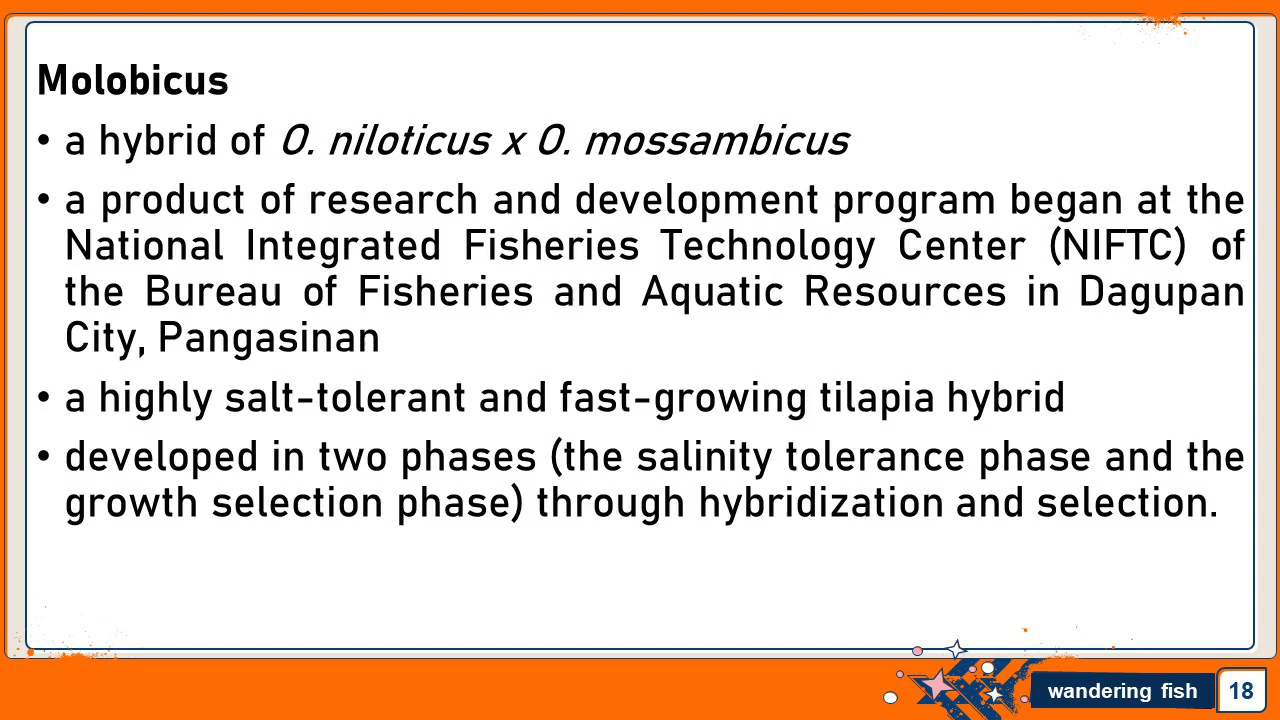 Molobicus
• a hybrid of O. niloticus x O. mossambicus
• a product of research and development program began at the
National Integrated Fisheries Technology Center (NIFTC) of
the Bureau of Fisheries and Aquatic Resources in Dagupan
City, Pangasinan
• a highly salt-tolerant and fast-growing tilapia hybrid
• developed in two phases (the salinity tolerance phase and the
growth selection phase) through hybridization and selection.
wandering fish 18